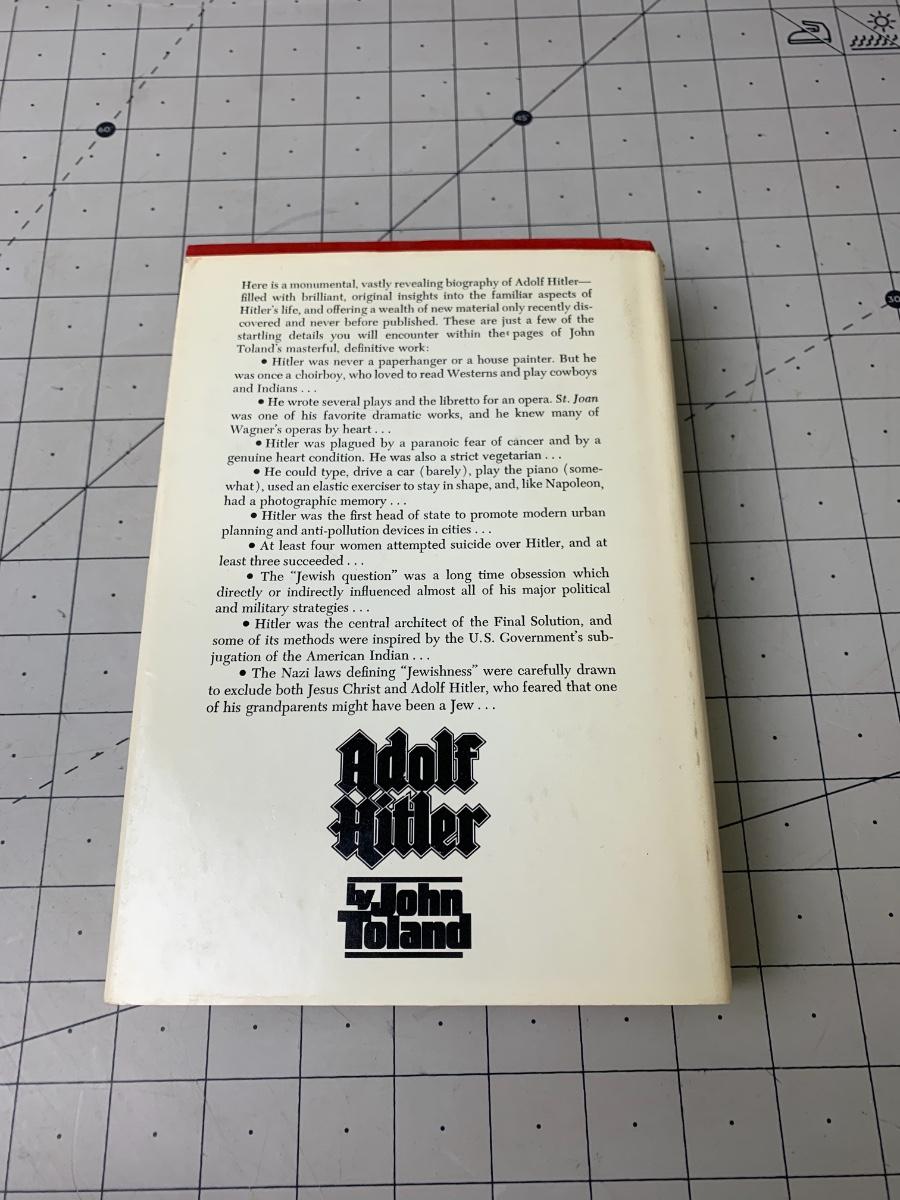 60°
45°
30
Here is a monumental, vastly revealing biography of Adolf Hitler—
filled with brilliant, original insights into the familiar aspects of
Hitler's life, and offering a wealth of new material only recently dis-
covered and never before published. These are just a few of the
startling details you will encounter within the pages of John
Toland's masterful, definitive work:
• Hitler was never a paperhanger or a house painter. But he
was once a choirboy, who loved to read Westerns and play cowboys
and Indians . . .
• He wrote several plays and the libretto for an opera. St. Joan
was one of his favorite dramatic works, and he knew many of
Wagner's operas by heart . . .
• Hitler was plagued by a paranoic fear of cancer and by a
genuine heart condition. He was also a strict vegetarian . . .
• He could type, drive a car (barely), play the piano (some-
what), used an elastic exerciser to stay in shape, and, like Napoleon,
had a photographic memory . . .
• Hitler was the first head of state to promote modern urban
planning and anti-pollution devices in cities . . .
• At least four women attempted suicide over Hitler, and at
least three succeeded . . .
• The "Jewish question" was a long time obsession which
directly or indirectly influenced almost all of his major political
and military strategies . . .
• Hitler was the central architect of the Final Solution, and
some of its methods were inspired by the U.S. Government's sub-
jugation of the American Indian . . .
• The Nazi laws defining "Jewishness" were carefully drawn
to exclude both Jesus Christ and Adolf Hitler, who feared that one
of his grandparents might have been a Jew . . .
Adolf
Hitler
by John
Toland